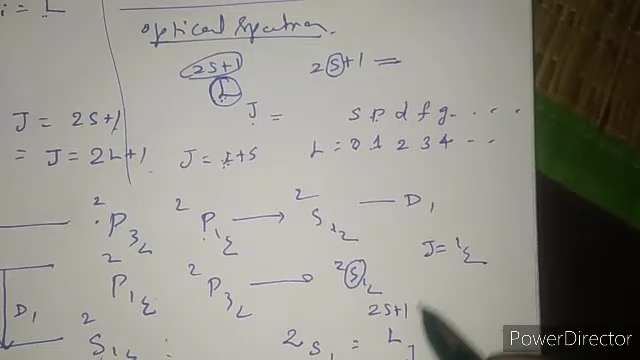 i = L
Optical Spectrum.
2S+1 2S+1 =
L
J = S P d f g . . . .
J = 2S+1 L = 0 1 2 3 4 - -
= J = 2L+1 J = L+S
²P₃/₂ ²P₁/₂ → ²S₁/₂ — D₁
J = 1/2
²P₁/₂ ²P₃/₂ → ²S₁/₂
D₁ 2S+1
²S₁/₂ : ²S₁ = L J
PowerDirector